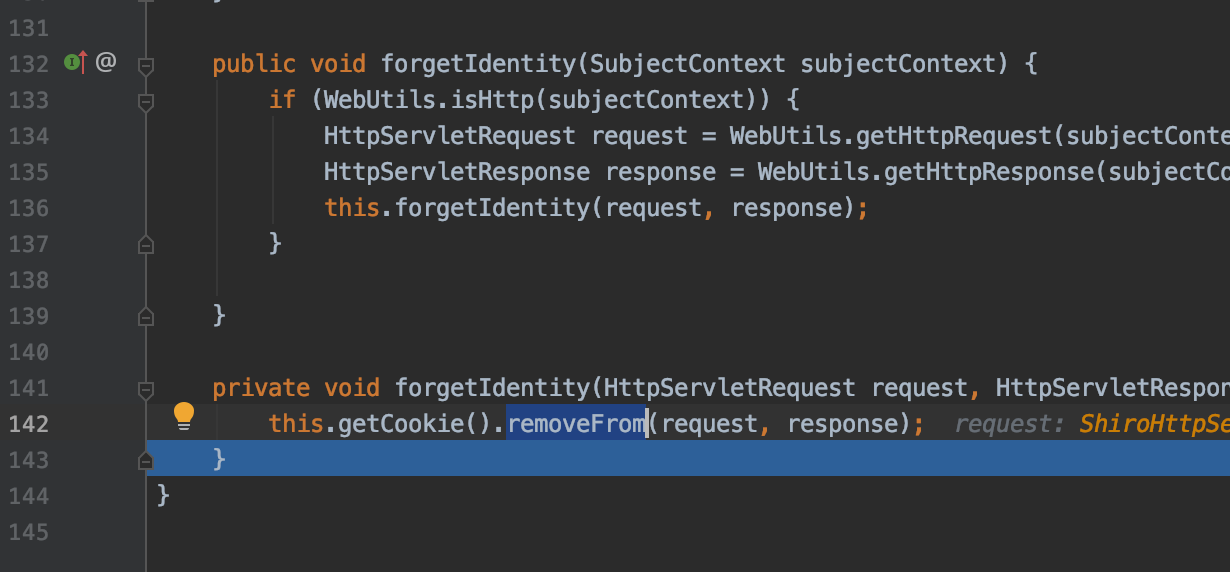 131
132 @ public void forgetIdentity(SubjectContext subjectContext) {
133 if (WebUtils.isHttp(subjectContext)) {
134 HttpServletRequest request = WebUtils.getHttpRequest(subjectConte
135 HttpServletResponse response = WebUtils.getHttpResponse(subjectCo
136 this.forgetIdentity(request, response);
137 }
138
139 }
140
141 private void forgetIdentity(HttpServletRequest request, HttpServletRespon
142 this.getCookie().removeFrom(request, response); request: ShiroHttpSe
143 }
144 }
145